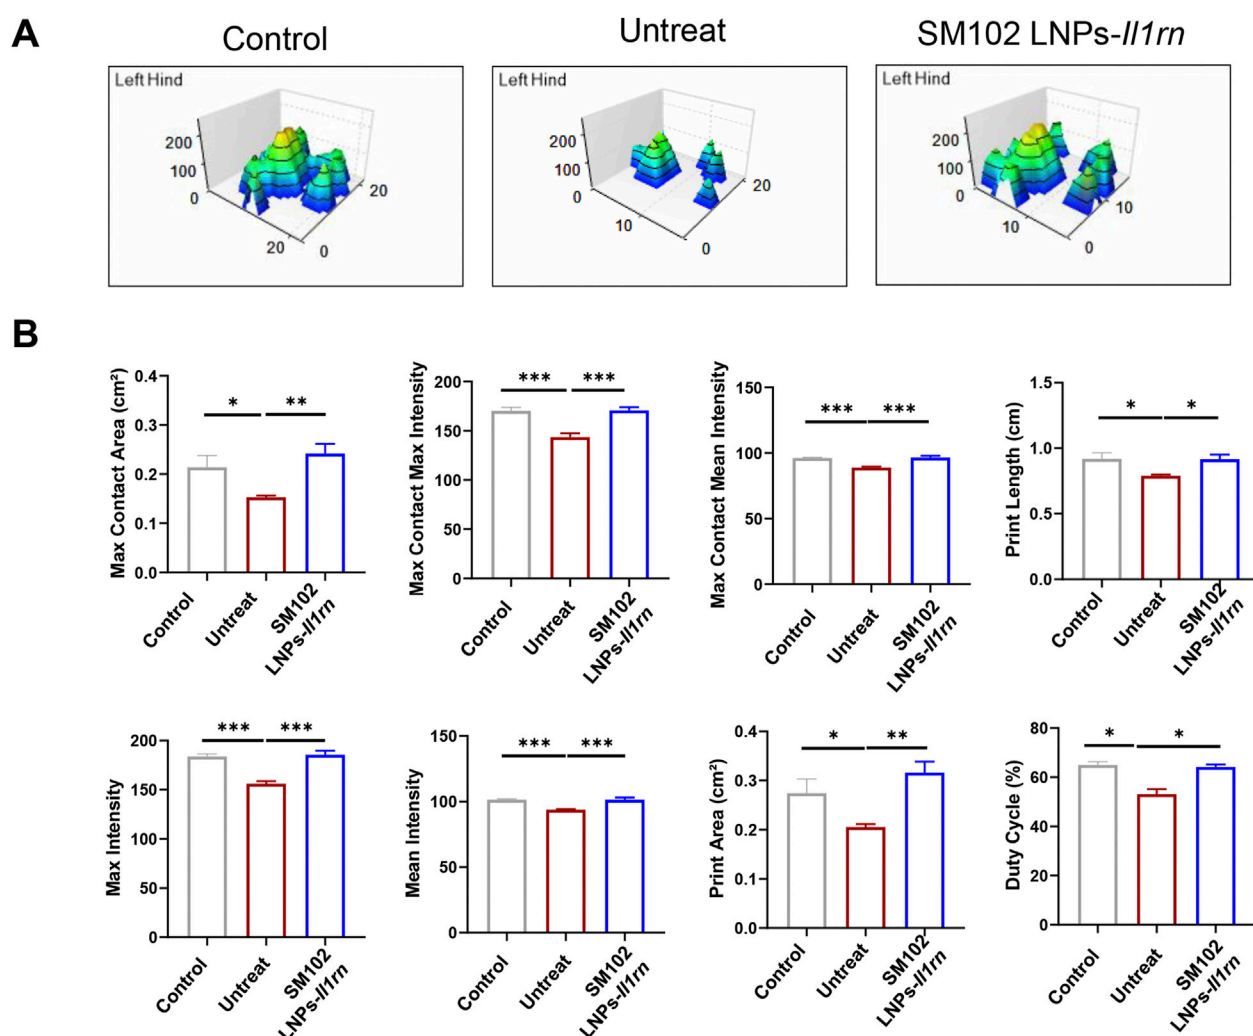 A
Control
Untreat
SM102 LNPs-Il1rn
Left Hind
200
100
0
20
20
0
Left Hind
200
100
0
20
10
0
Left Hind
200
100
0
10
10
0
B
Max Contact Area (cm²)
0.4
0.3
0.2
0.1
0.0
*
**
Control
Untreat
SM102
LNPs-Il1rn
Max Contact Max Intensity
200
150
100
50
0
***
***
Control
Untreat
SM102
LNPs-Il1rn
Max Contact Mean Intensity
150
100
50
0
***
***
Control
Untreat
SM102
LNPs-Il1rn
Print Length (cm)
1.5
1.0
0.5
0.0
*
*
Control
Untreat
SM102
LNPs-Il1rn
Max Intensity
200
150
100
50
0
***
***
Control
Untreat
SM102
LNPs-Il1rn
Mean Intensity
150
100
50
0
***
***
Control
Untreat
SM102
LNPs-Il1rn
Print Area (cm²)
0.4
0.3
0.2
0.1
0.0
*
**
Control
Untreat
SM102
LNPs-Il1rn
Duty Cycle (%)
80
60
40
20
0
*
*
Control
Untreat
SM102
LNPs-Il1rn